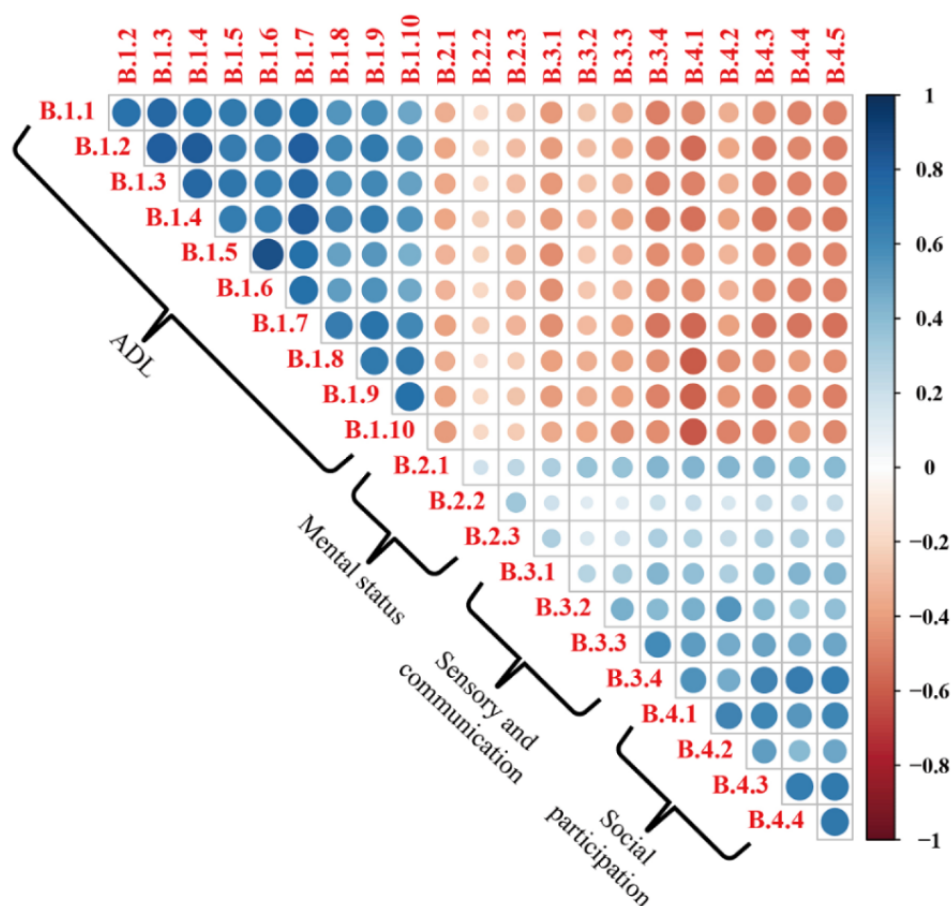 B.1.2 B.1.3 B.1.4 B.1.5 B.1.6 B.1.7 B.1.8 B.1.9 B.1.10 B.2.1 B.2.2 B.2.3 B.3.1 B.3.2 B.3.3 B.3.4 B.4.1 B.4.2 B.4.3 B.4.4 B.4.5
B.1.1
B.1.2
B.1.3
B.1.4
B.1.5
B.1.6
B.1.7
B.1.8
B.1.9
B.1.10
B.2.1
B.2.2
B.2.3
B.3.1
B.3.2
B.3.3
B.3.4
B.4.1
B.4.2
B.4.3
B.4.4
ADL
Mental status
Sensory and
communication
Social
participation
1
0.8
0.6
0.4
0.2
0
−0.2
−0.4
−0.6
−0.8
−1